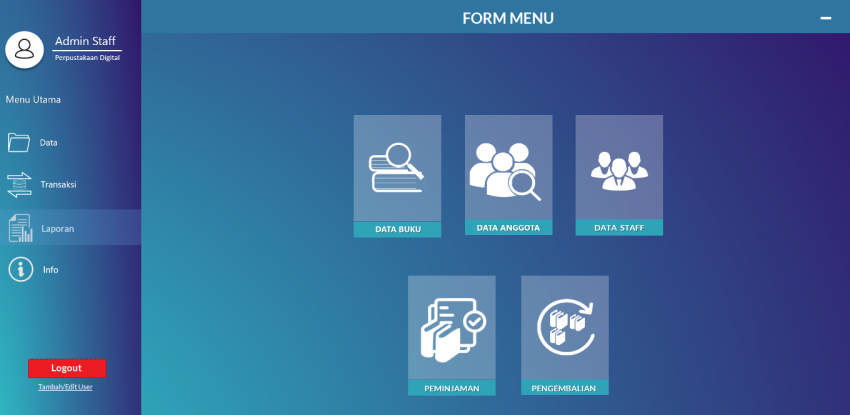 FORM MENU
Admin Staff
Perpustakaan Digital
Menu Utama
Data
Transaksi
Laporan
Info
Logout
Tambah/Edit User
DATA BUKU
DATA ANGGOTA
DATA STAFF
PEMINJAMAN
PENGEMBALIAN